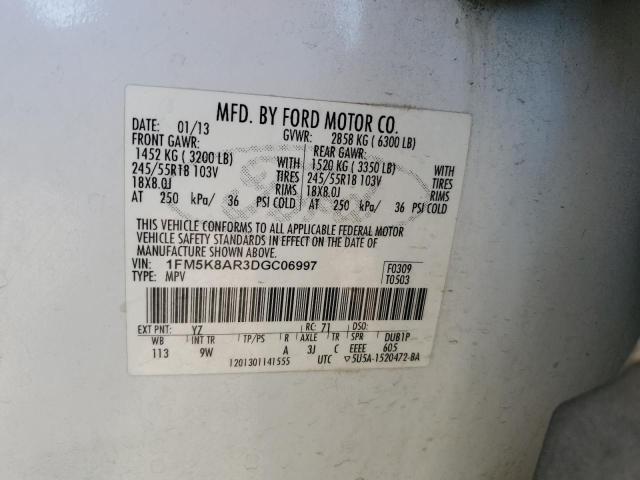 MFD. BY FORD MOTOR CO.
DATE: 01/13 GVWR: 2858 KG ( 6300 LB)
FRONT GAWR: REAR GAWR:
1452 KG ( 3200 LB) WITH 1520 KG ( 3350 LB) WITH
245/55R18 103V TIRES 245/55R18 103V TIRES
18X8.0J RIMS 18X8.0J RIMS
AT 250 kPa/ 36 PSI COLD AT 250 kPa/ 36 PSI COLD
THIS VEHICLE CONFORMS TO ALL APPLICABLE FEDERAL MOTOR
VEHICLE SAFETY STANDARDS IN EFFECT ON THE DATE OF
MANUFACTURE SHOWN ABOVE.
VIN: 1FM5K8AR3DGC06997 F0309
TYPE: MPV T0503
EXT PNT: YZ RC: 71 DSO:
WB INT TR TP/PS R AXLE TR SPR DUB1P
113 9W A 3J C EEEE 605
1201301141555 UTC ▽5U5A-1520472-BA